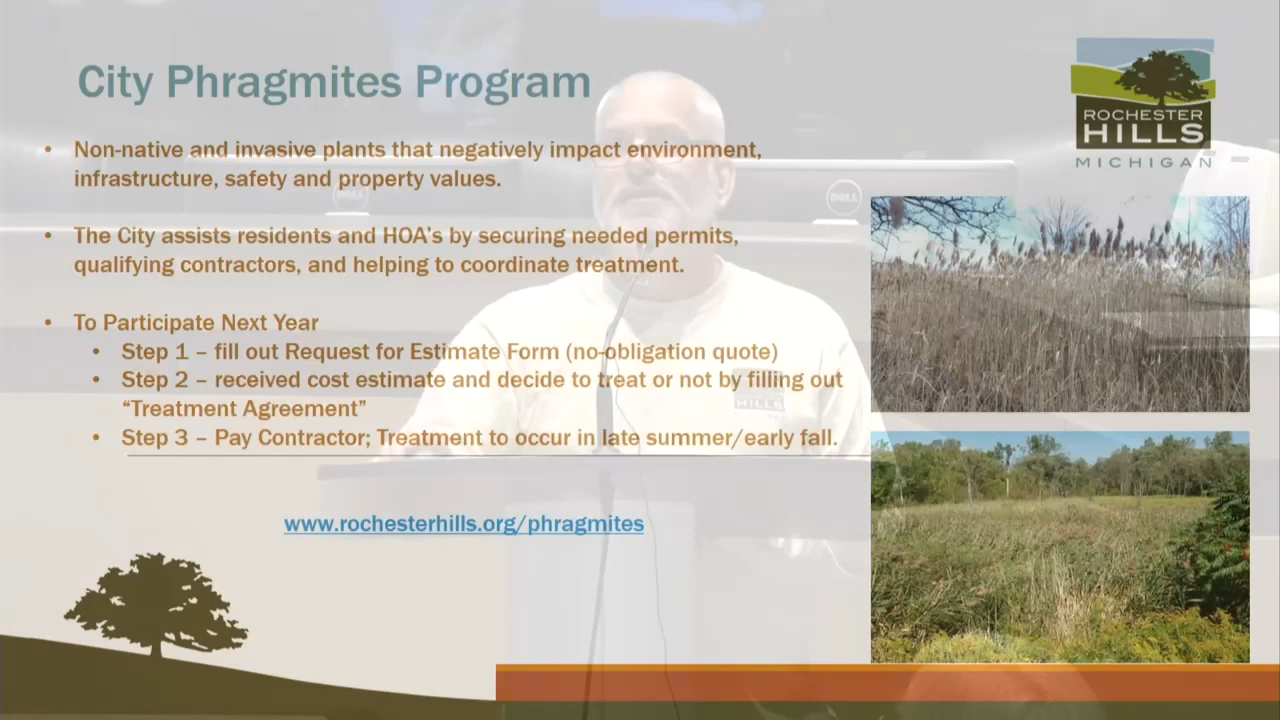 City Phragmites Program
ROCHESTER
HILLS
MICHIGAN
• Non-native and invasive plants that negatively impact environment,
infrastructure, safety and property values.
DELL
DELL
• The City assists residents and HOA's by securing needed permits,
qualifying contractors, and helping to coordinate treatment.
• To Participate Next Year
• Step 1 – fill out Request for Estimate Form (no-obligation quote)
• Step 2 – received cost estimate and decide to treat or not by filling out
“Treatment Agreement”
HILLS
• Step 3 – Pay Contractor; Treatment to occur in late summer/early fall.
www.rochesterhills.org/phragmites